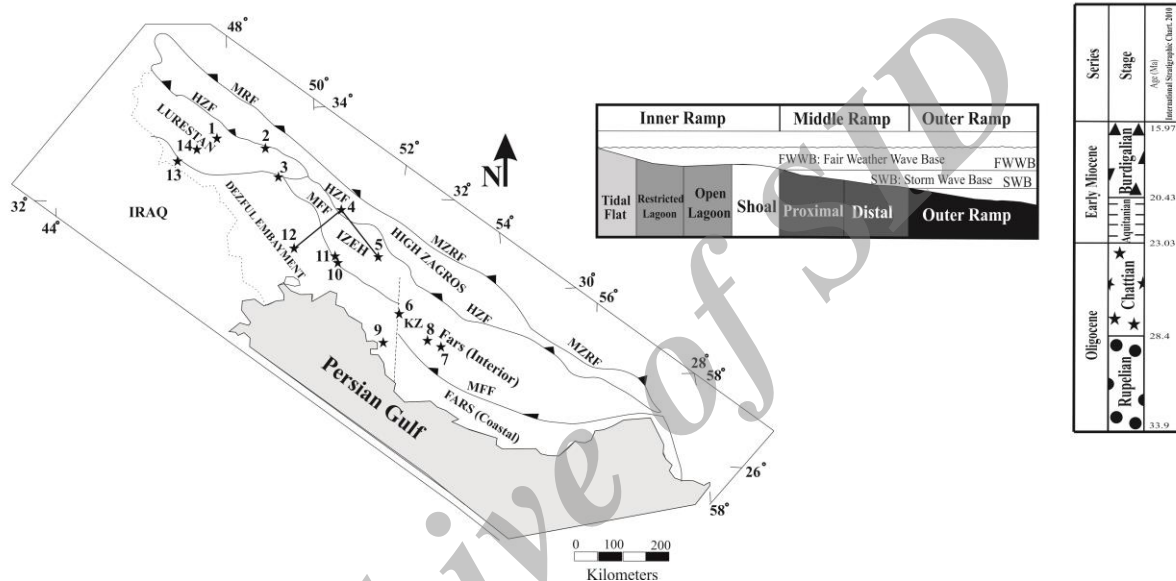 48°
50°
34°
52°
32°
54°
30°
56°
28°
58°
26°
58°
32°
44°
MRF
HZF
LURESTAN
1
2
14
13
3
HZF
4
MFF
IZEH
5
12
11
10
DEZFUL EMBAYMENT
IRAQ
HIGH ZAGROS
MZRF
HZF
MZRF
6
KZ
9
8
7
Fars (Interior)
MFF
FARS (Coastal)
Persian Gulf
N
0 100 200
Kilometers
Inner Ramp Middle Ramp Outer Ramp
FWWB: Fair Weather Wave Base FWWB
SWB: Storm Wave Base SWB
Tidal Flat
Restricted Lagoon
Open Lagoon
Shoal
Proximal
Distal
Outer Ramp
Series
Stage
Age (Ma)
International Stratigraphic Chart, 2010
Early Miocene
Burdigalian
15.97
20.43
Aquitanian
23.03
Oligocene
Chattian
28.4
Rupelian
33.9
ive of SID